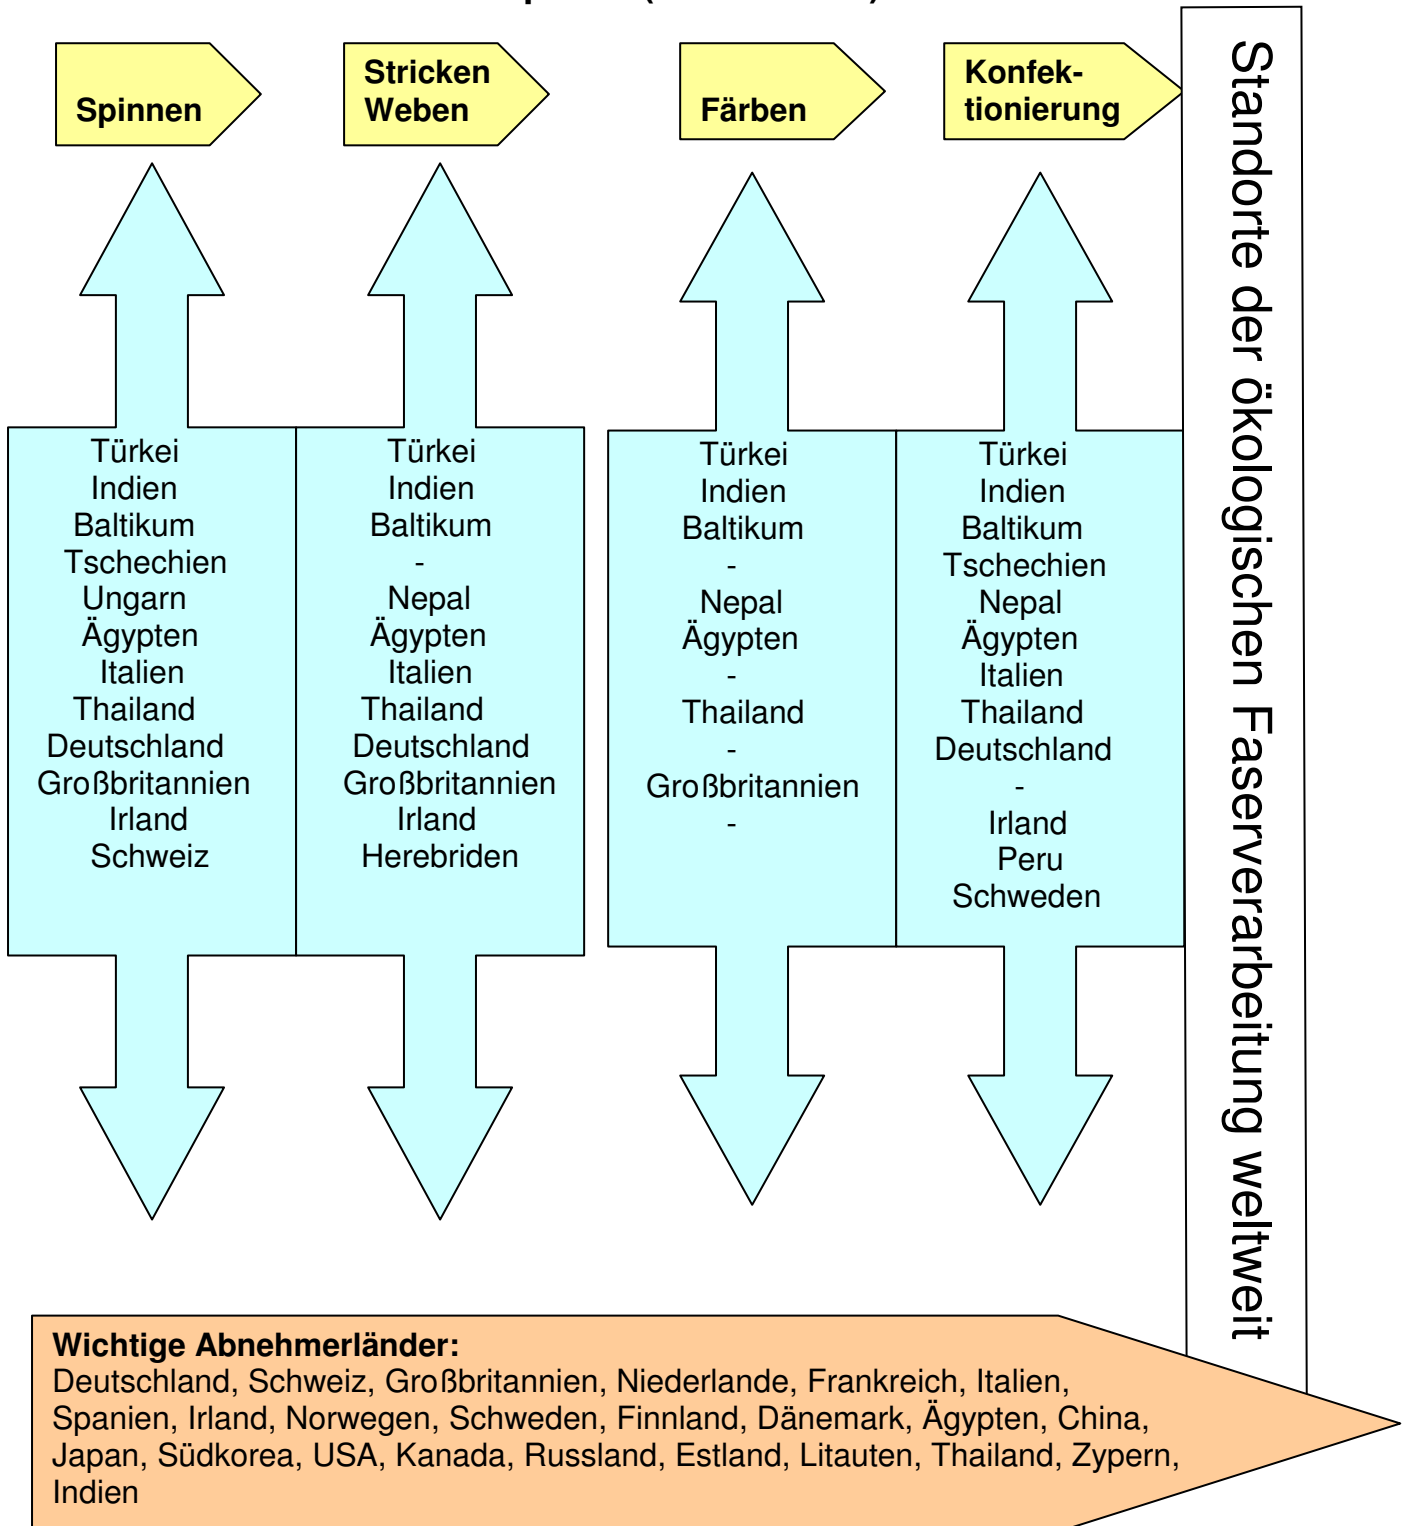 Spinnen
Stricken
Weben
Färben
Konfek-
tionierung
Türkei
Indien
Baltikum
Tschechien
Ungarn
Ägypten
Italien
Thailand
Deutschland
Großbritannien
Irland
Schweiz
Türkei
Indien
Baltikum
-
Nepal
Ägypten
Italien
Thailand
Deutschland
Großbritannien
Irland
Herebriden
Türkei
Indien
Baltikum
-
Nepal
Ägypten
-
Thailand
-
Großbritannien
-
Türkei
Indien
Baltikum
Tschechien
Nepal
Ägypten
Italien
Thailand
Deutschland
-
Irland
Peru
Schweden
Standorte der ökologischen Faserverarbeitung weltweit
Wichtige Abnehmerländer:
Deutschland, Schweiz, Großbritannien, Niederlande, Frankreich, Italien,
Spanien, Irland, Norwegen, Schweden, Finnland, Dänemark, Ägypten, China,
Japan, Südkorea, USA, Kanada, Russland, Estland, Litauten, Thailand, Zypern,
Indien